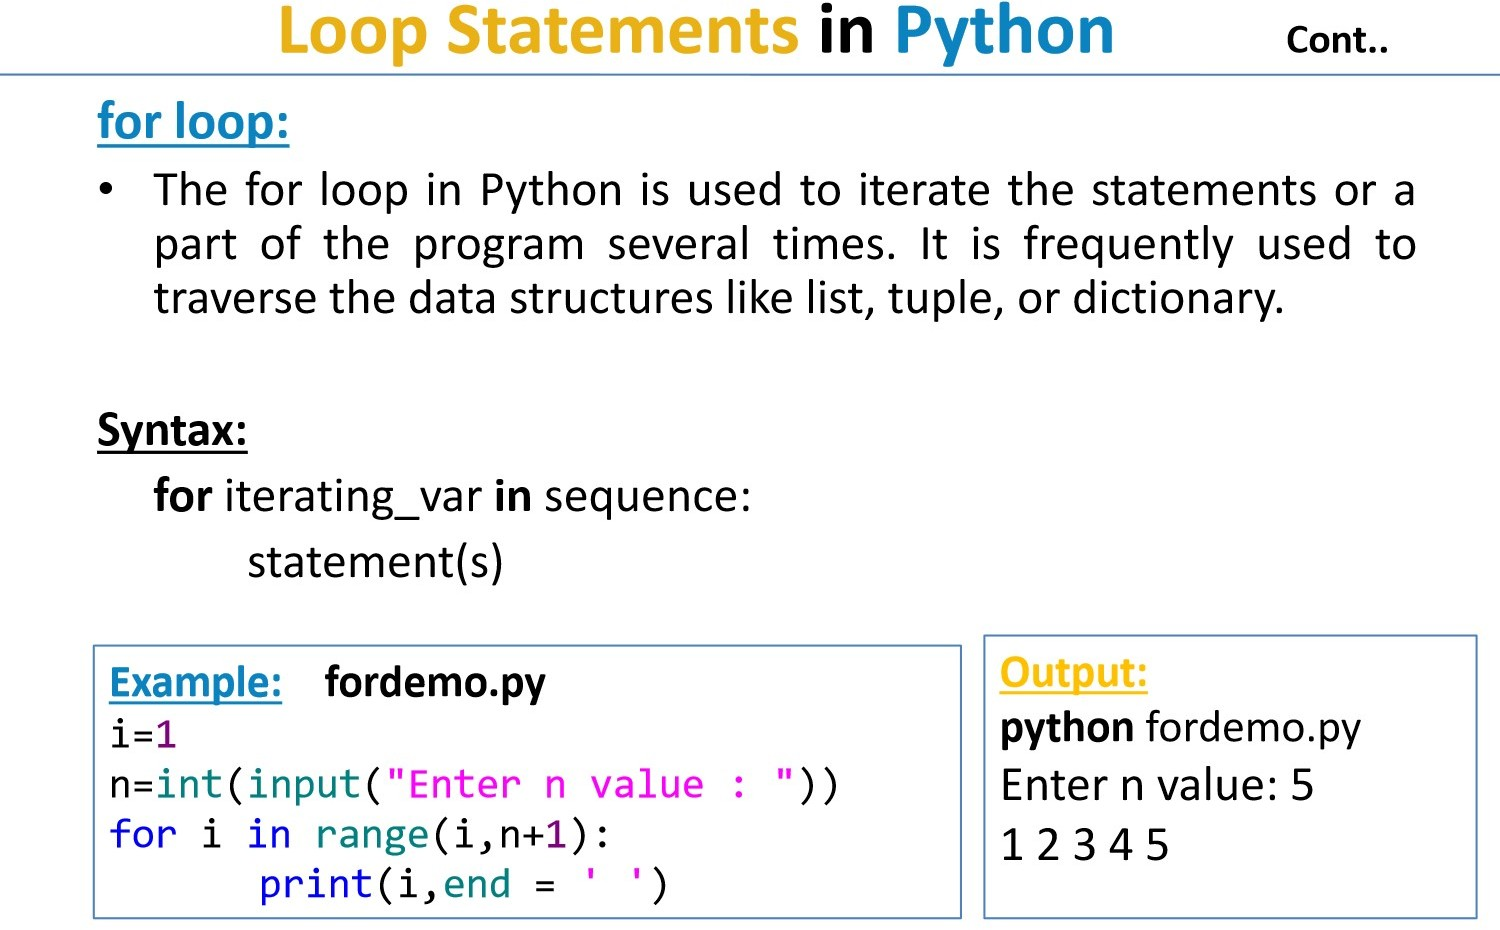 Loop Statements in Python Cont..
for loop:
• The for loop in Python is used to iterate the statements or a
part of the program several times. It is frequently used to
traverse the data structures like list, tuple, or dictionary.
Syntax:
for iterating_var in sequence:
statement(s)
Example: fordemo.py
i=1
n=int(input("Enter n value : "))
for i in range(i,n+1):
print(i,end = ' ')
Output:
python fordemo.py
Enter n value: 5
1 2 3 4 5